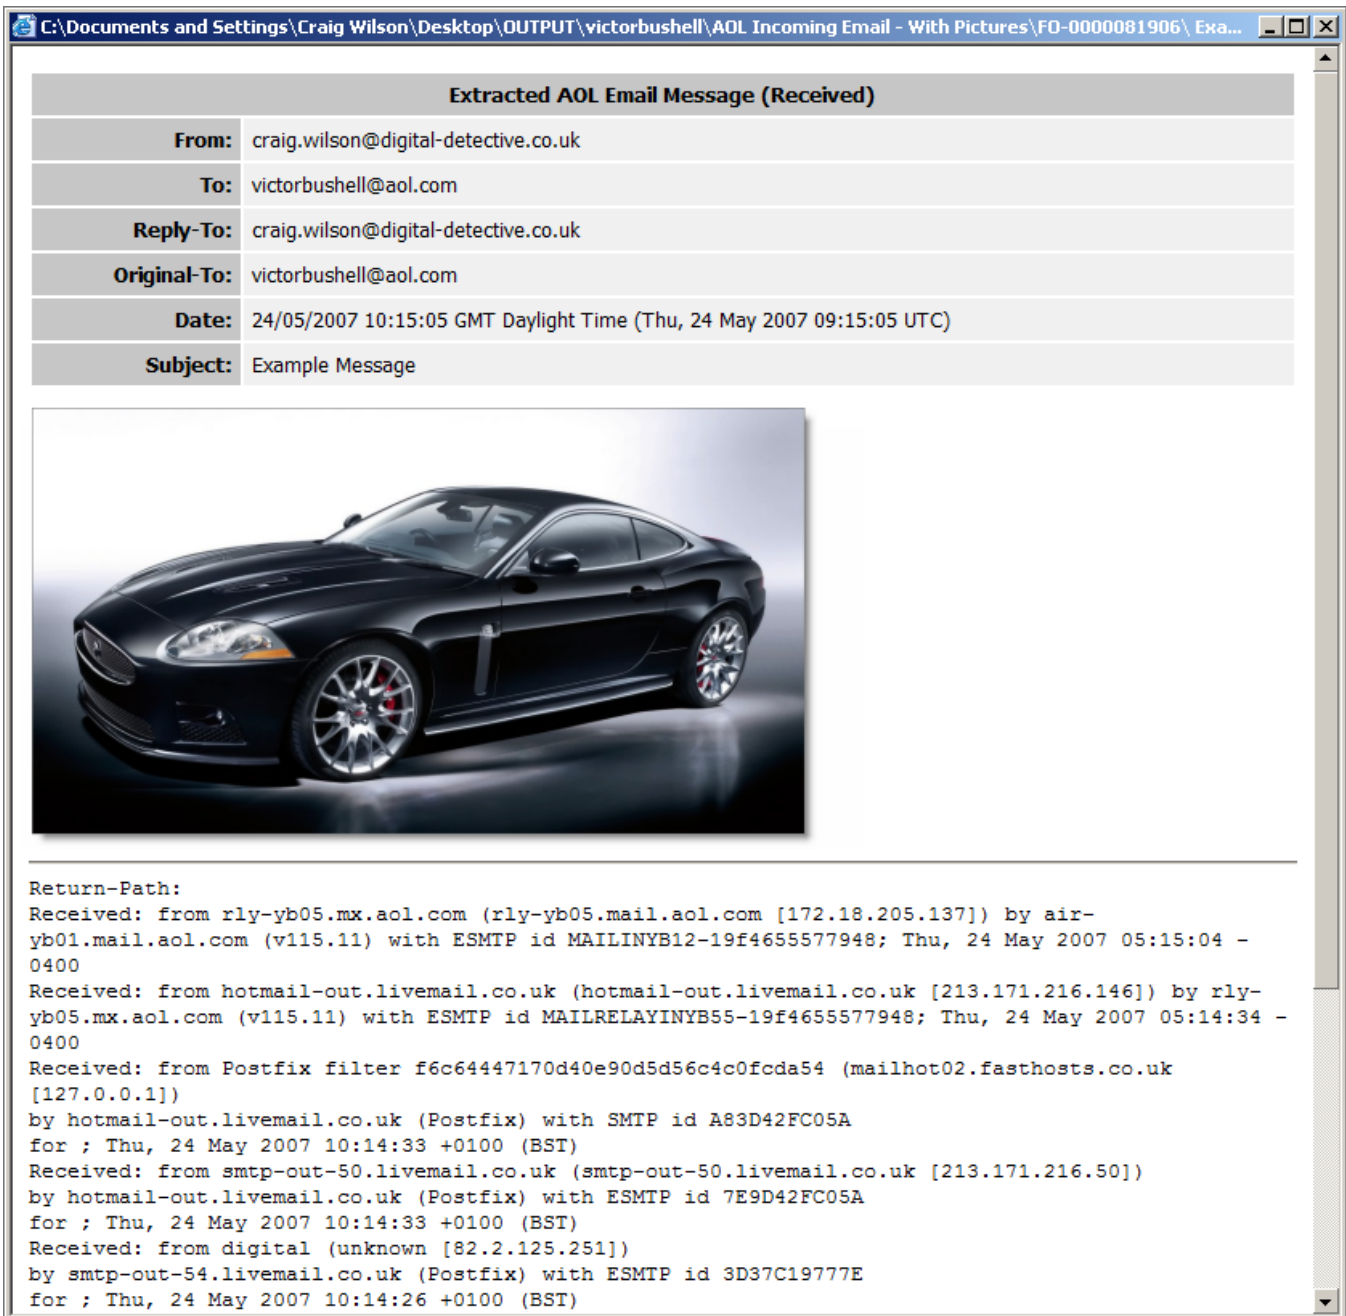 C:\Documents and Settings\Craig Wilson\Desktop\OUTPUT\victorbushell\AOL Incoming Email - With Pictures\FO-0000081906\ Exa...
Extracted AOL Email Message (Received)
From: craig.wilson@digital-detective.co.uk
To: victorbushell@aol.com
Reply-To: craig.wilson@digital-detective.co.uk
Original-To: victorbushell@aol.com
Date: 24/05/2007 10:15:05 GMT Daylight Time (Thu, 24 May 2007 09:15:05 UTC)
Subject: Example Message
Return-Path:
Received: from rly-yb05.mx.aol.com (rly-yb05.mail.aol.com [172.18.205.137]) by air-
yb01.mail.aol.com (v115.11) with ESMTP id MAILINYB12-19f4655577948; Thu, 24 May 2007 05:15:04 -
0400
Received: from hotmail-out.livemail.co.uk (hotmail-out.livemail.co.uk [213.171.216.146]) by rly-
yb05.mx.aol.com (v115.11) with ESMTP id MAILRELAYINYB55-19f4655577948; Thu, 24 May 2007 05:14:34 -
0400
Received: from Postfix filter f6c64447170d40e90d5d56c4c0fcda54 (mailhot02.fasthosts.co.uk
[127.0.0.1])
by hotmail-out.livemail.co.uk (Postfix) with SMTP id A83D42FC05A
for ; Thu, 24 May 2007 10:14:33 +0100 (BST)
Received: from smtp-out-50.livemail.co.uk (smtp-out-50.livemail.co.uk [213.171.216.50])
by hotmail-out.livemail.co.uk (Postfix) with ESMTP id 7E9D42FC05A
for ; Thu, 24 May 2007 10:14:33 +0100 (BST)
Received: from digital (unknown [82.2.125.251])
by smtp-out-54.livemail.co.uk (Postfix) with ESMTP id 3D37C19777E
for ; Thu, 24 May 2007 10:14:26 +0100 (BST)